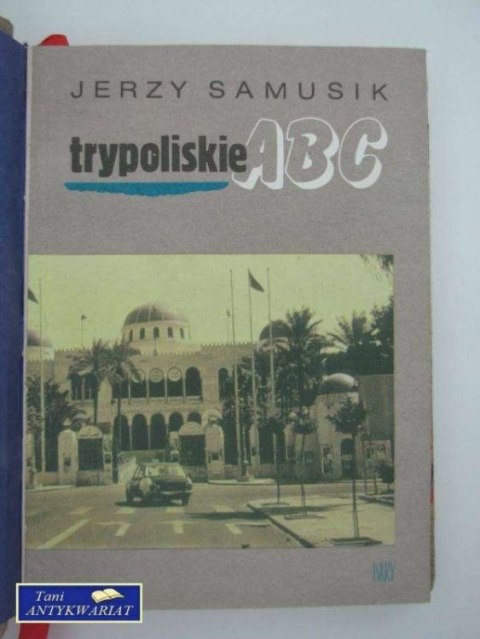 JERZY SAMUSIK
trypoliskie ABC
Tani
ANTYKWARIAT